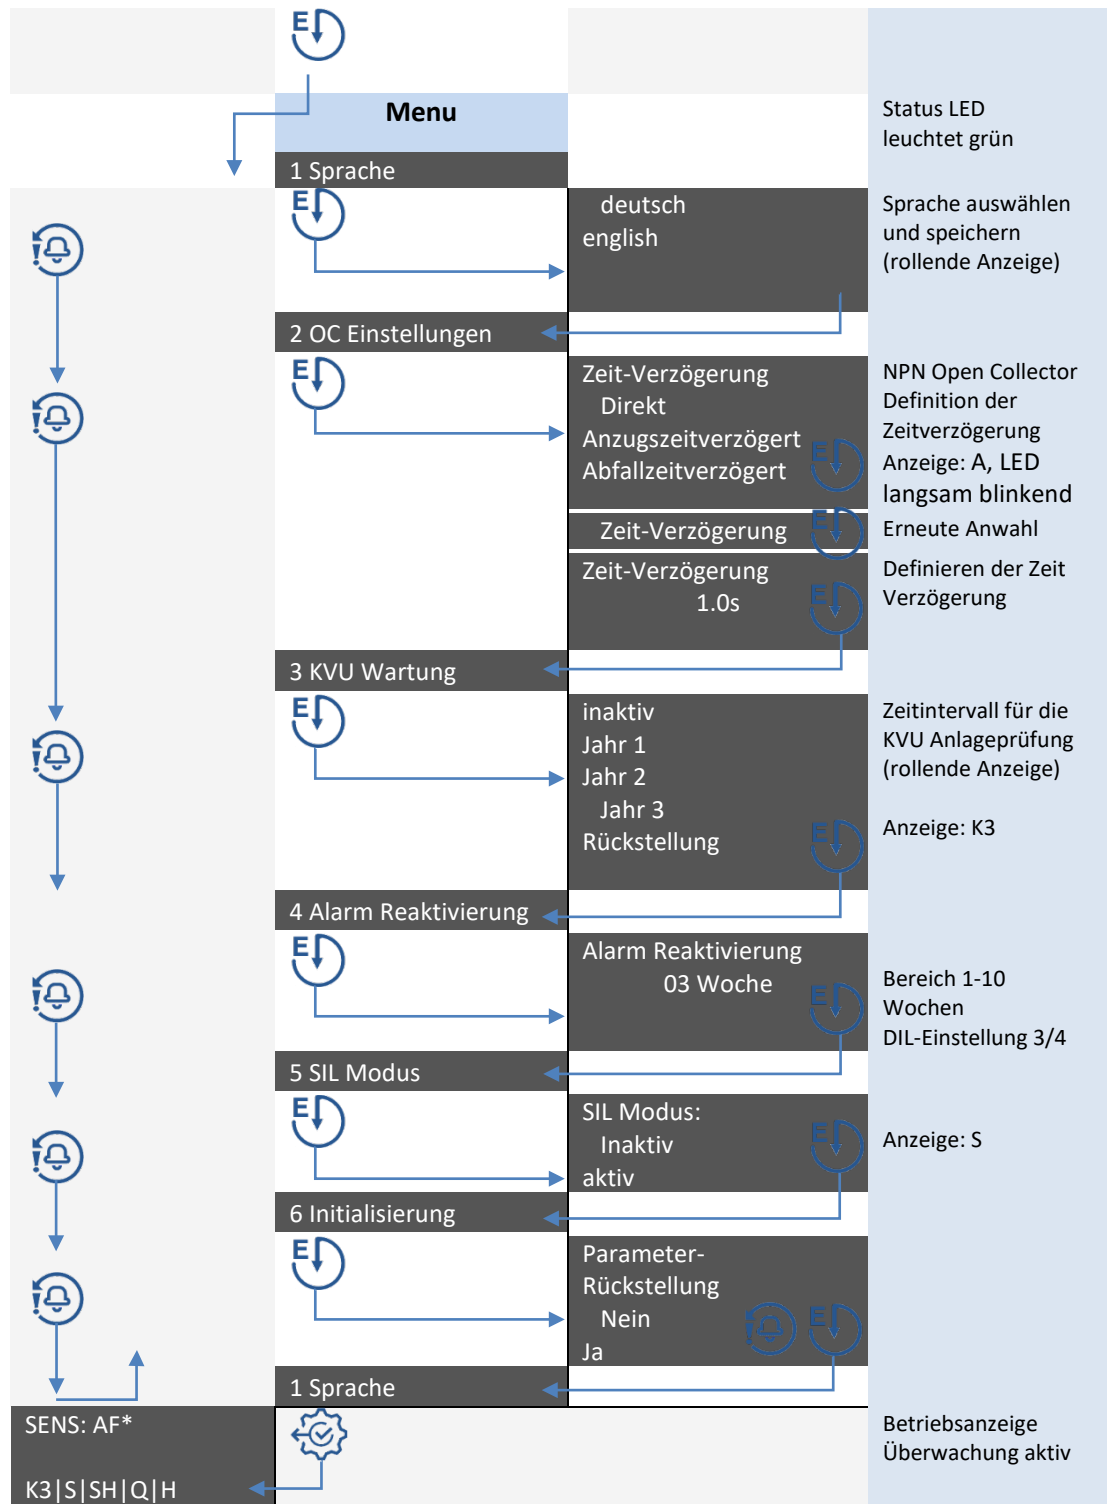 E
Menu
Status LED
leuchtet grün
1 Sprache
E
deutsch
english
Sprache auswählen
und speichern
(rollende Anzeige)
2 OC Einstellungen
E
Zeit-Verzögerung
Direkt
Anzugszeitverzögert
Abfallzeitverzögert
E
NPN Open Collector
Definition der
Zeitverzögerung
Anzeige: A, LED
langsam blinkend
Zeit-Verzögerung
E
Erneute Anwahl
Zeit-Verzögerung
1.0s
E
Definieren der Zeit
Verzögerung
3 KVU Wartung
E
inaktiv
Jahr 1
Jahr 2
Jahr 3
Rückstellung
E
Zeitintervall für die
KVU Anlageprüfung
(rollende Anzeige)
Anzeige: K3
4 Alarm Reaktivierung
E
Alarm Reaktivierung
03 Woche
E
Bereich 1-10
Wochen
DIL-Einstellung 3/4
5 SIL Modus
E
SIL Modus:
Inaktiv
aktiv
E
Anzeige: S
6 Initialisierung
E
Parameter-
Rückstellung
Nein
Ja
E
1 Sprache
SENS: AF*
K3|S|SH|Q|H
Betriebsanzeige
Überwachung aktiv